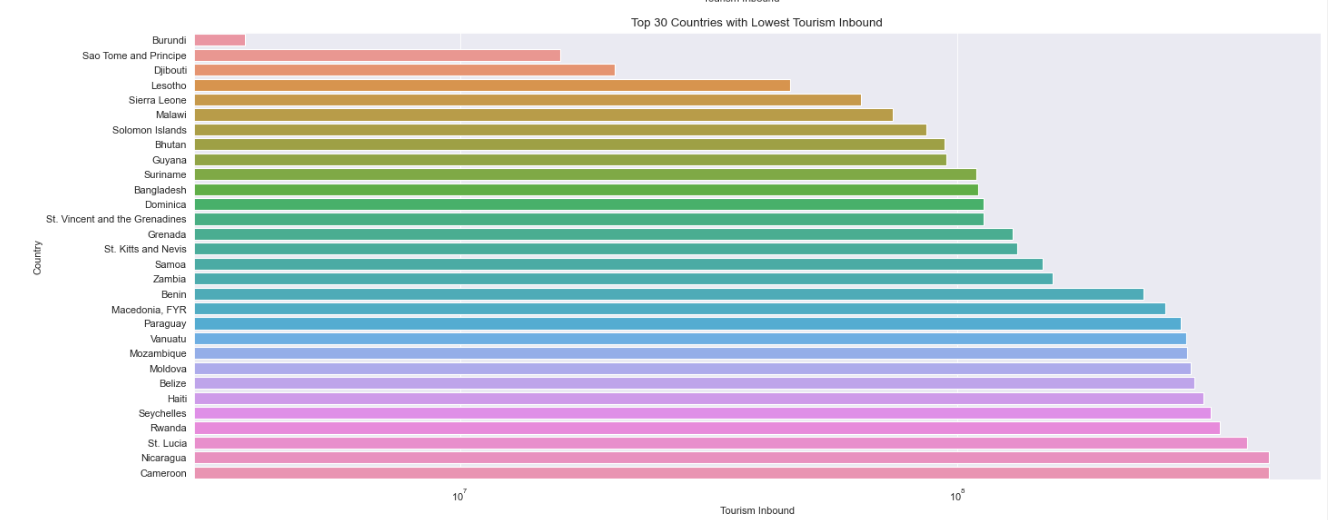 Tourism Inbound
Top 30 Countries with Lowest Tourism Inbound
Burundi
Sao Tome and Principe
Djibouti
Lesotho
Sierra Leone
Malawi
Solomon Islands
Bhutan
Guyana
Suriname
Bangladesh
Dominica
St. Vincent and the Grenadines
Grenada
St. Kitts and Nevis
Samoa
Zambia
Benin
Macedonia, FYR
Paraguay
Vanuatu
Mozambique
Moldova
Belize
Haiti
Seychelles
Rwanda
St. Lucia
Nicaragua
Cameroon
Country
10⁷ 10⁸
Tourism Inbound